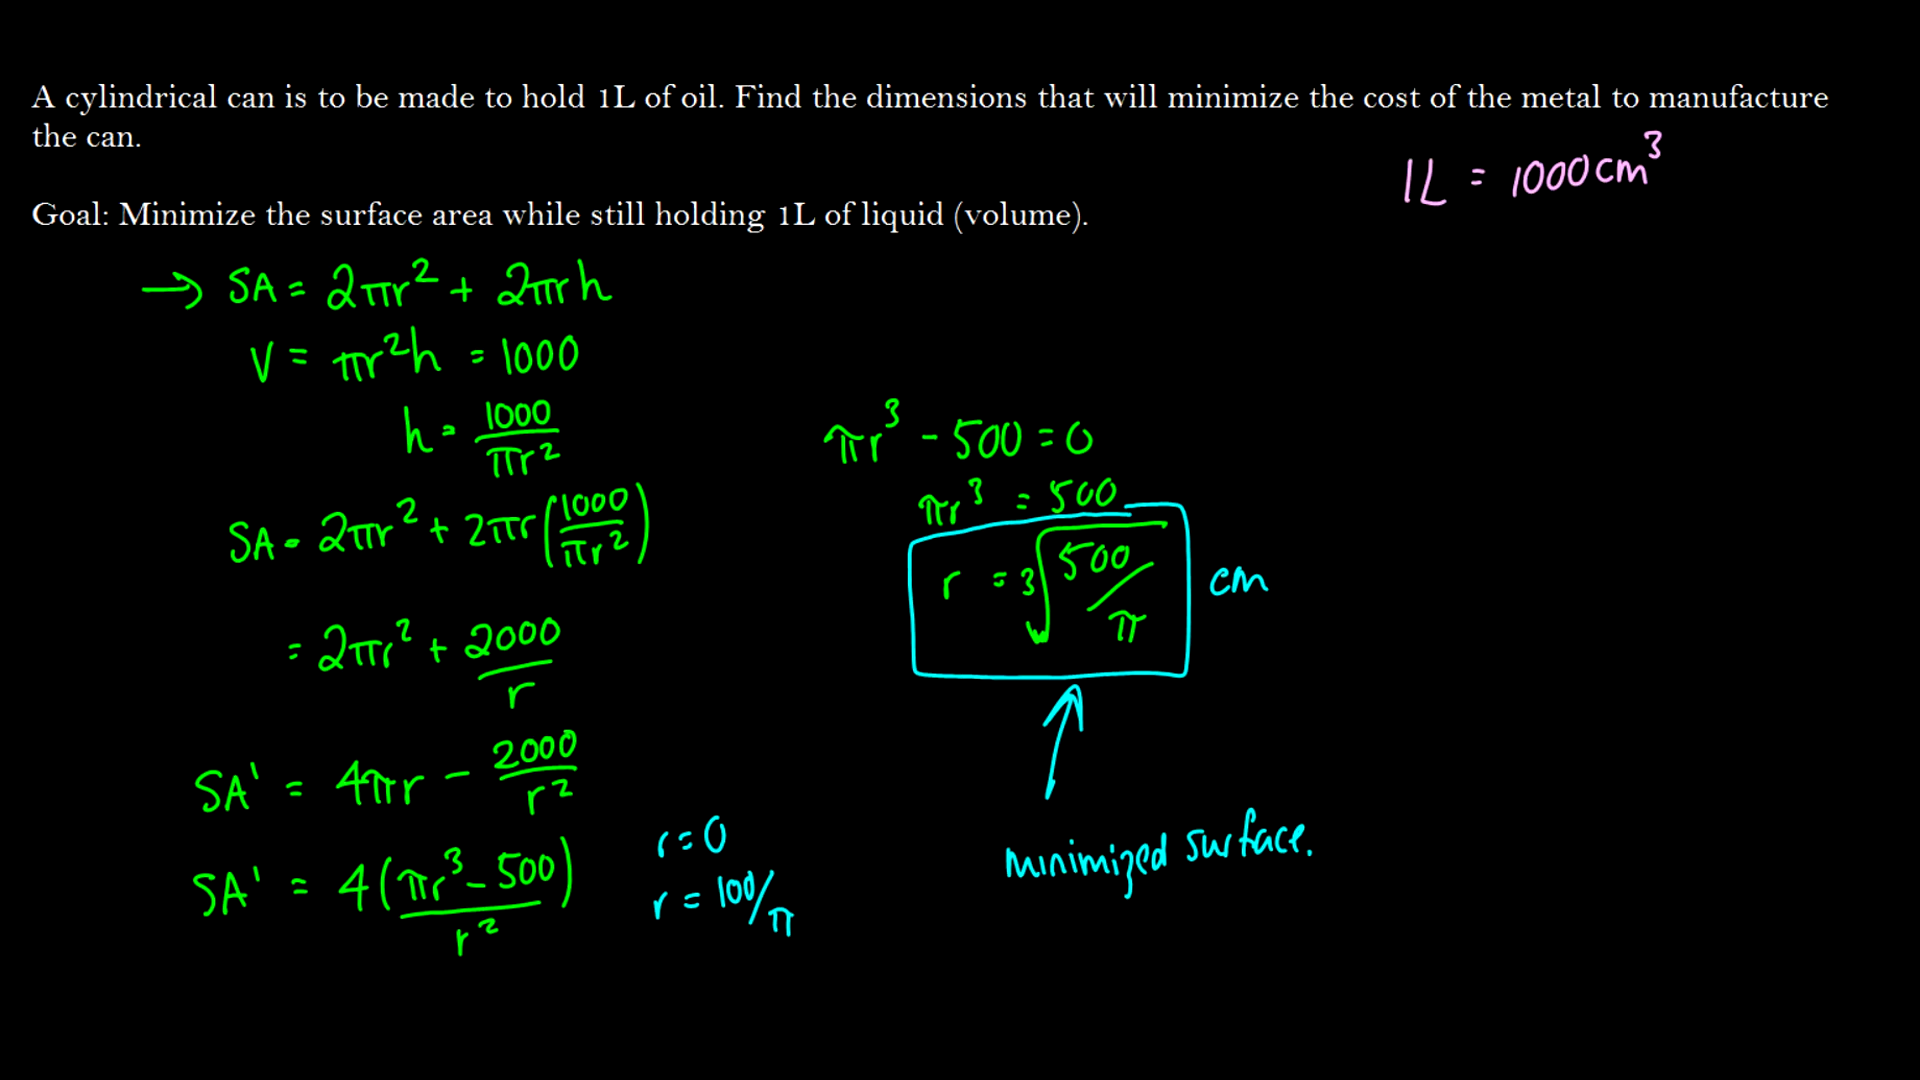 A cylindrical can is to be made to hold 1L of oil. Find the dimensions that will minimize the cost of the metal to manufacture
the can.
1L = 1000cm³
Goal: Minimize the surface area while still holding 1L of liquid (volume).
→ SA = 2πr² + 2πrh
V = πr²h = 1000
h = 1000/πr²
SA = 2πr² + 2πr(1000/πr²)
= 2πr² + 2000/r
SA' = 4πr - 2000/r²
SA' = 4(πr³ - 500/r²)
r = 0
r = 100/π
πr³ - 500 = 0
πr³ = 500
r = ³√500/π cm
minimized surface.